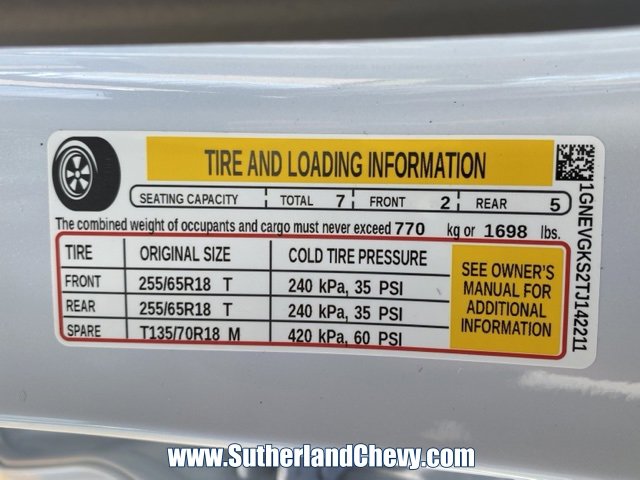 TIRE AND LOADING INFORMATION
SEATING CAPACITY TOTAL 7 FRONT 2 REAR 5
The combined weight of occupants and cargo must never exceed 770 kg or 1698 lbs.
TIRE ORIGINAL SIZE COLD TIRE PRESSURE
FRONT 255/65R18 T 240 kPa, 35 PSI
REAR 255/65R18 T 240 kPa, 35 PSI
SPARE T135/70R18 M 420 kPa, 60 PSI
SEE OWNER'S
MANUAL FOR
ADDITIONAL
INFORMATION
1GNEVGKS2TJ142211
www.SutherlandChevy.com